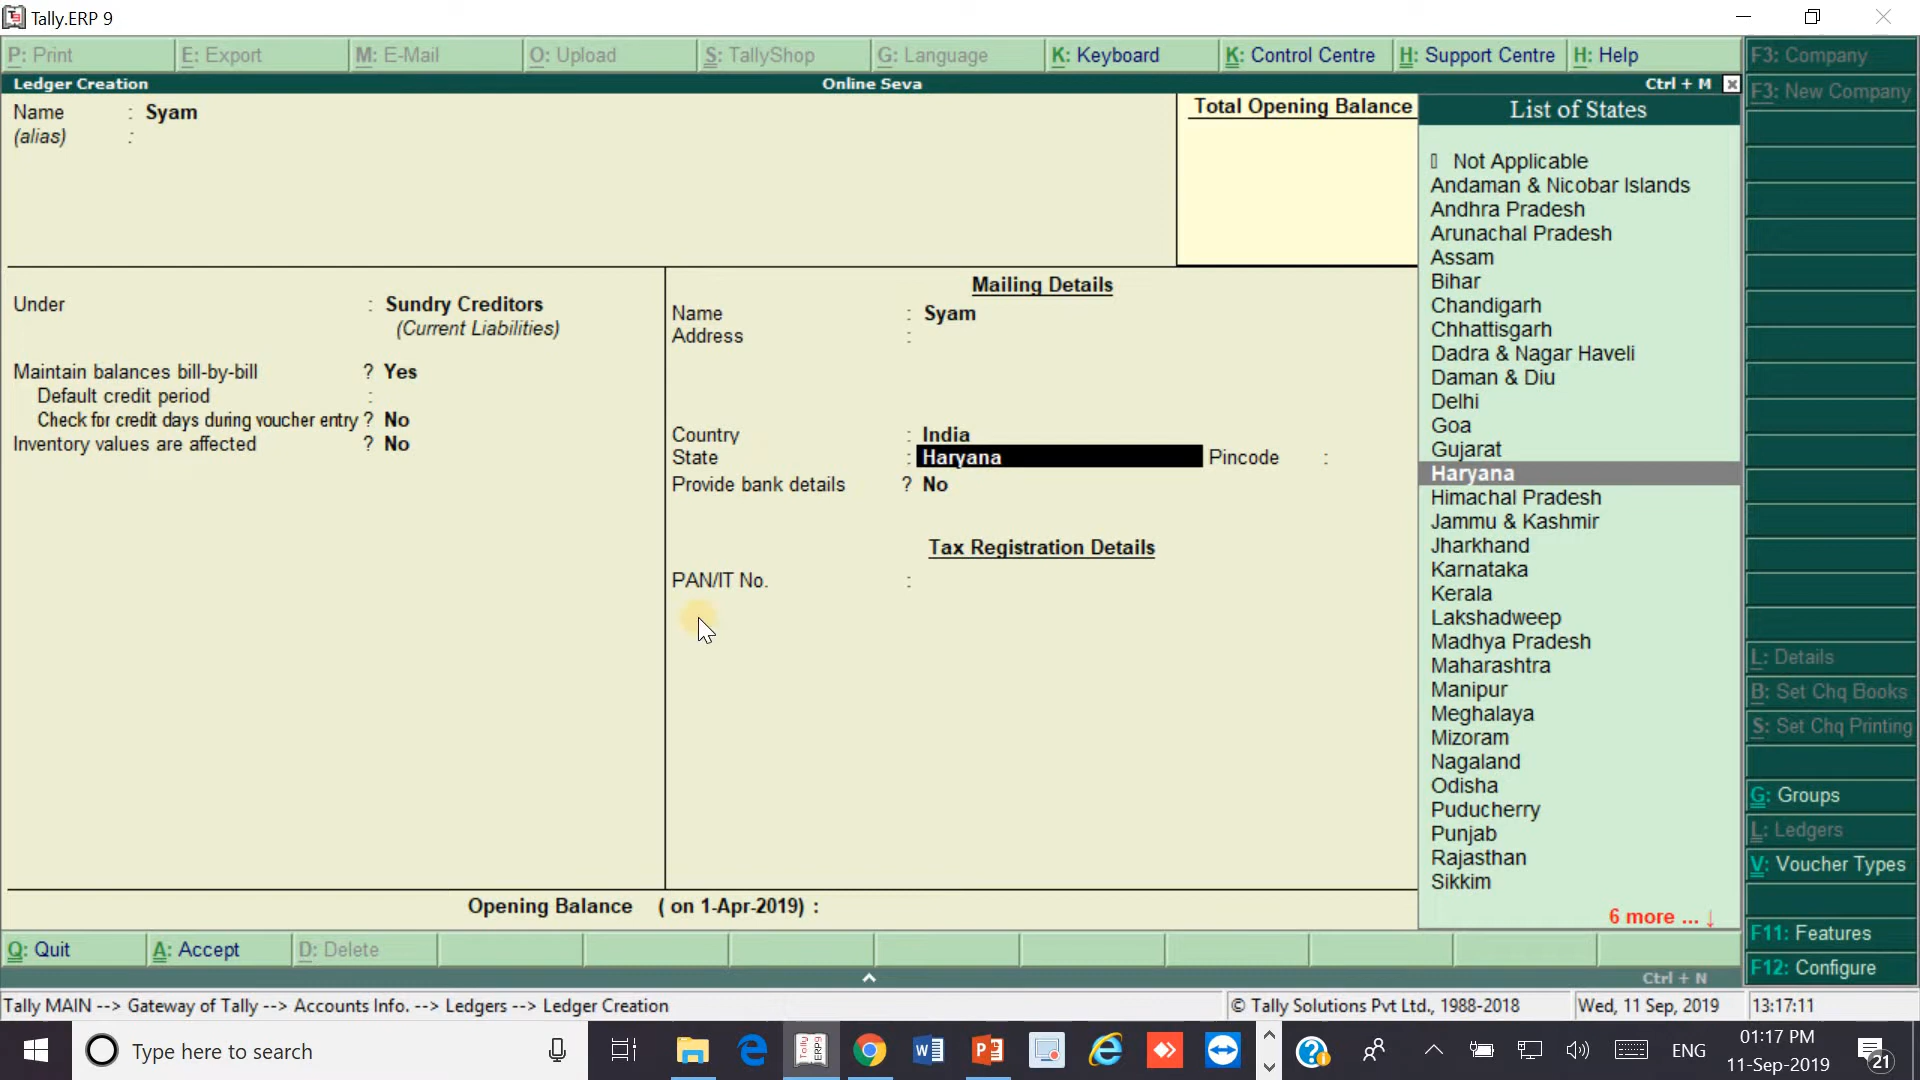 Tally.ERP 9
P: Print
E: Export
M: E-Mail
O: Upload
S: TallyShop
G: Language
K: Keyboard
K: Control Centre
H: Support Centre
H: Help
F3: Company
F3: New Company
Ledger Creation
Online Seva
Ctrl + M
Name : Syam
(alias) :
Total Opening Balance
List of States
Not Applicable
Andaman & Nicobar Islands
Andhra Pradesh
Arunachal Pradesh
Assam
Bihar
Chandigarh
Chhattisgarh
Dadra & Nagar Haveli
Daman & Diu
Delhi
Goa
Gujarat
Haryana
Himachal Pradesh
Jammu & Kashmir
Jharkhand
Karnataka
Kerala
Lakshadweep
Madhya Pradesh
Maharashtra
Manipur
Meghalaya
Mizoram
Nagaland
Odisha
Puducherry
Punjab
Rajasthan
Sikkim
6 more ... ↓
Under : Sundry Creditors
(Current Liabilities)
Maintain balances bill-by-bill ? Yes
Default credit period :
Check for credit days during voucher entry ? No
Inventory values are affected ? No
Mailing Details
Name : Syam
Address :
Country : India
State : Haryana Pincode :
Provide bank details ? No
Tax Registration Details
PAN/IT No. :
Opening Balance ( on 1-Apr-2019) :
L: Details
B: Set Chq Books
S: Set Chq Printing
G: Groups
L: Ledgers
V: Voucher Types
F11: Features
F12: Configure
Q: Quit
A: Accept
D: Delete
Ctrl + N
Tally MAIN --> Gateway of Tally --> Accounts Info. --> Ledgers --> Ledger Creation
© Tally Solutions Pvt Ltd., 1988-2018
Wed, 11 Sep, 2019
13:17:11
Type here to search
ENG
01:17 PM
11-Sep-2019
21